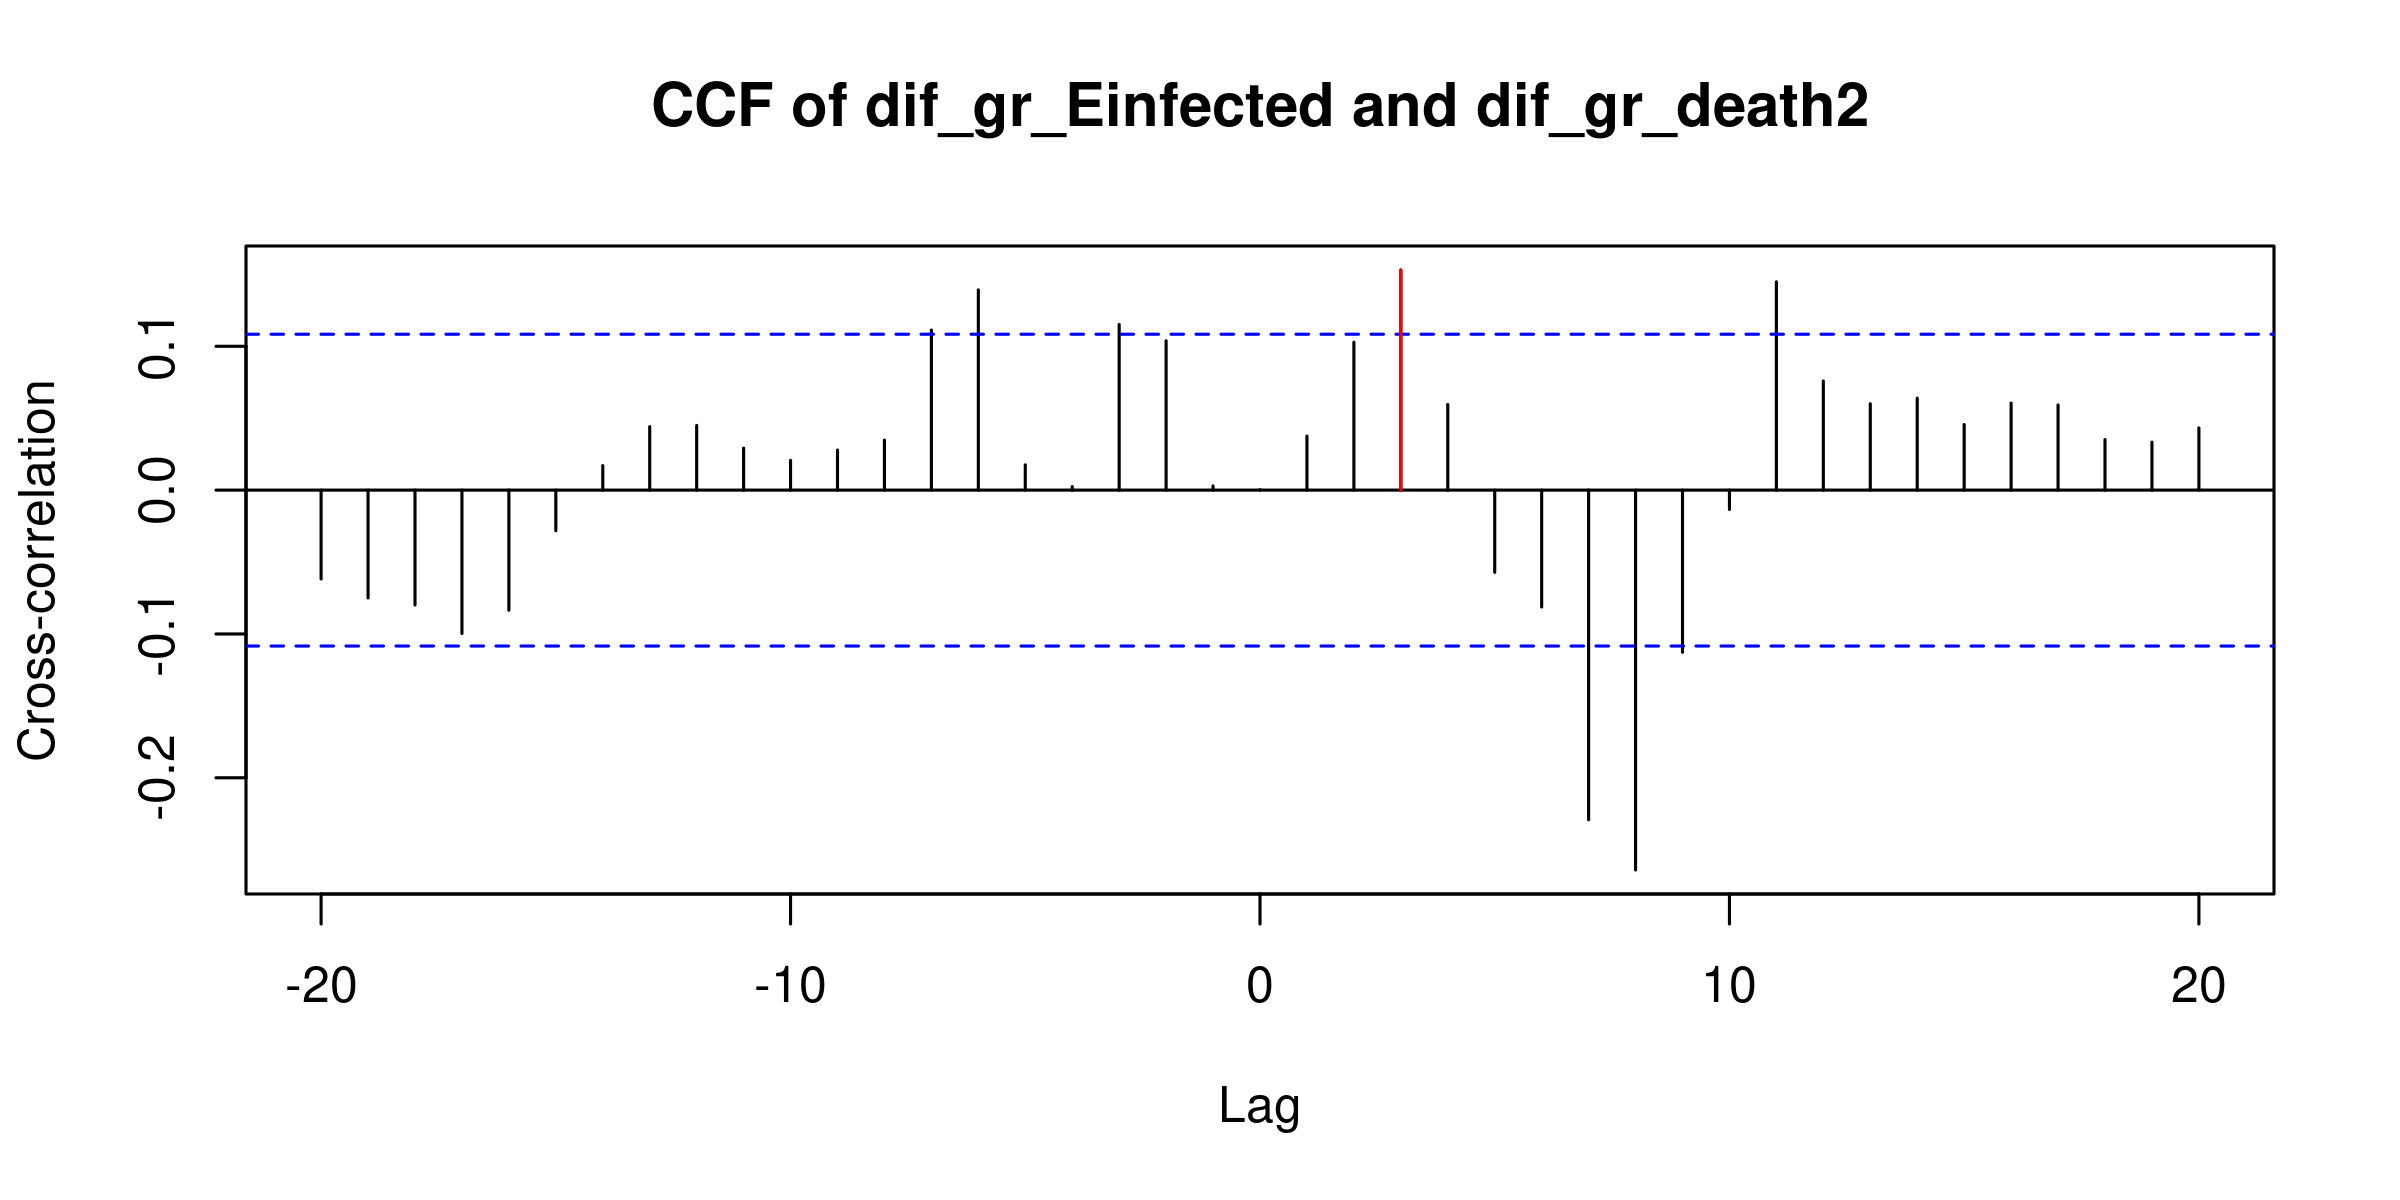 CCF of dif_gr_Einfected and dif_gr_death2
Cross-correlation
0.1
0.0
-0.1
-0.2
-20 -10 0 10 20
Lag